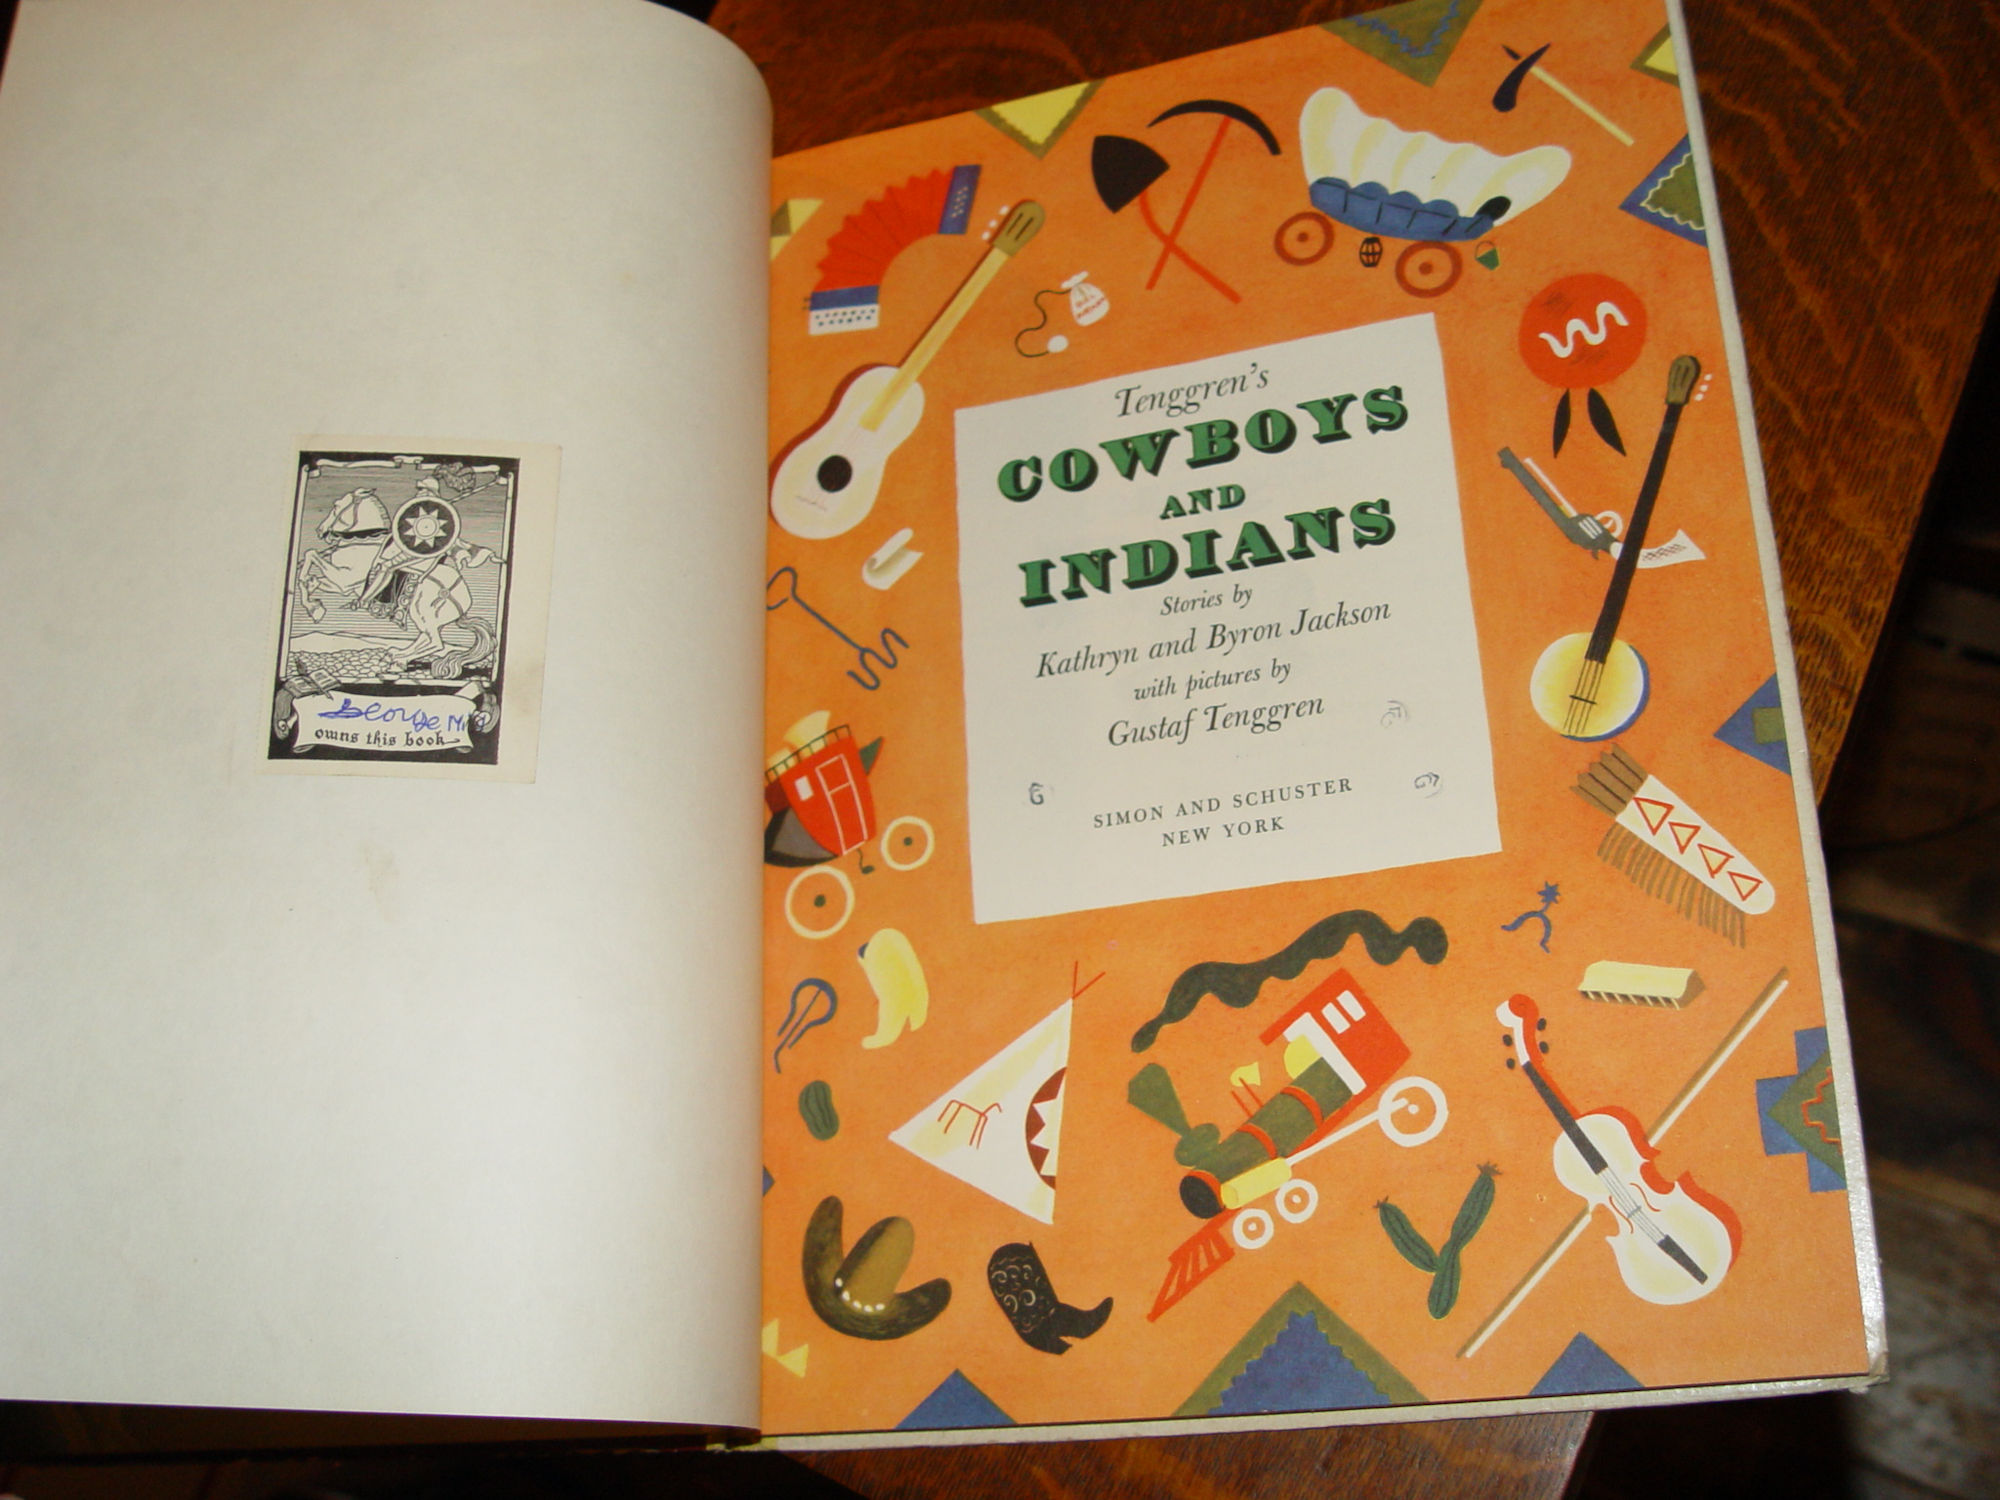 George M
owns this book
Tenggren's
COWBOYS
AND
INDIANS
Stories by
Kathryn and Byron Jackson
with pictures by
Gustaf Tenggren
SIMON AND SCHUSTER
NEW YORK